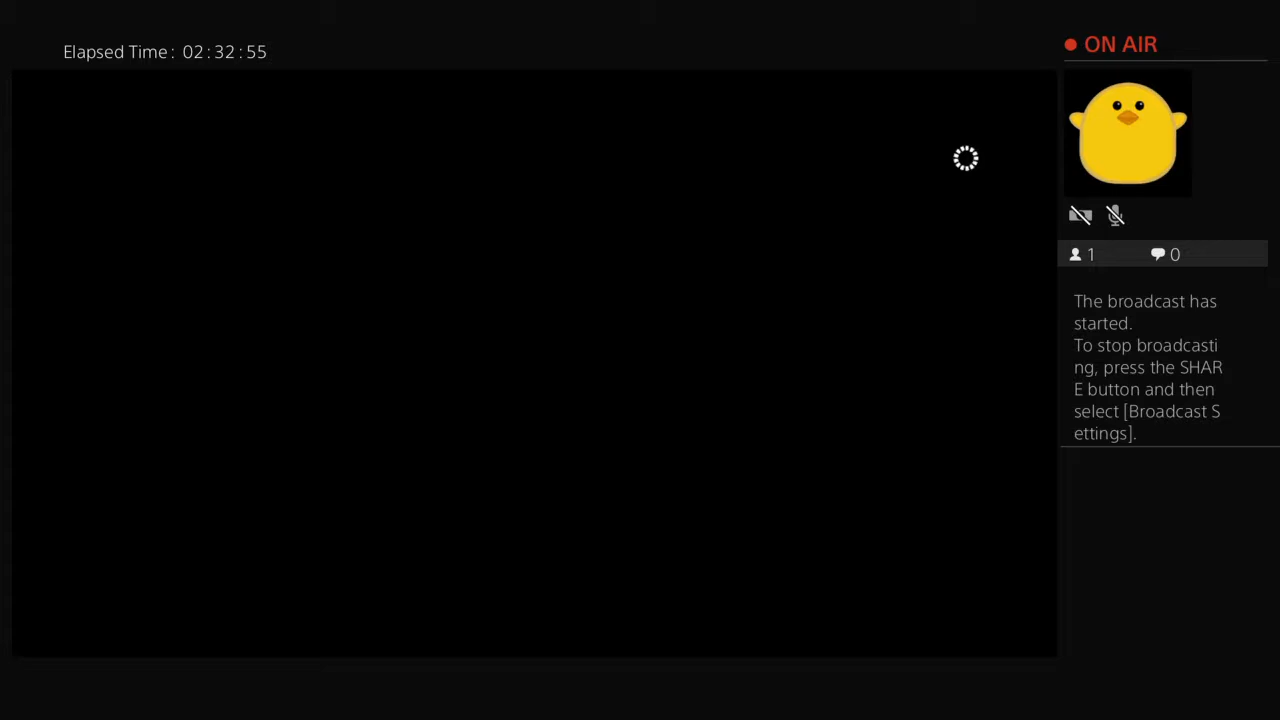 Elapsed Time: 02:32:55
ON AIR
1 0
The broadcast has
started.
To stop broadcasti
ng, press the SHAR
E button and then
select [Broadcast S
ettings].